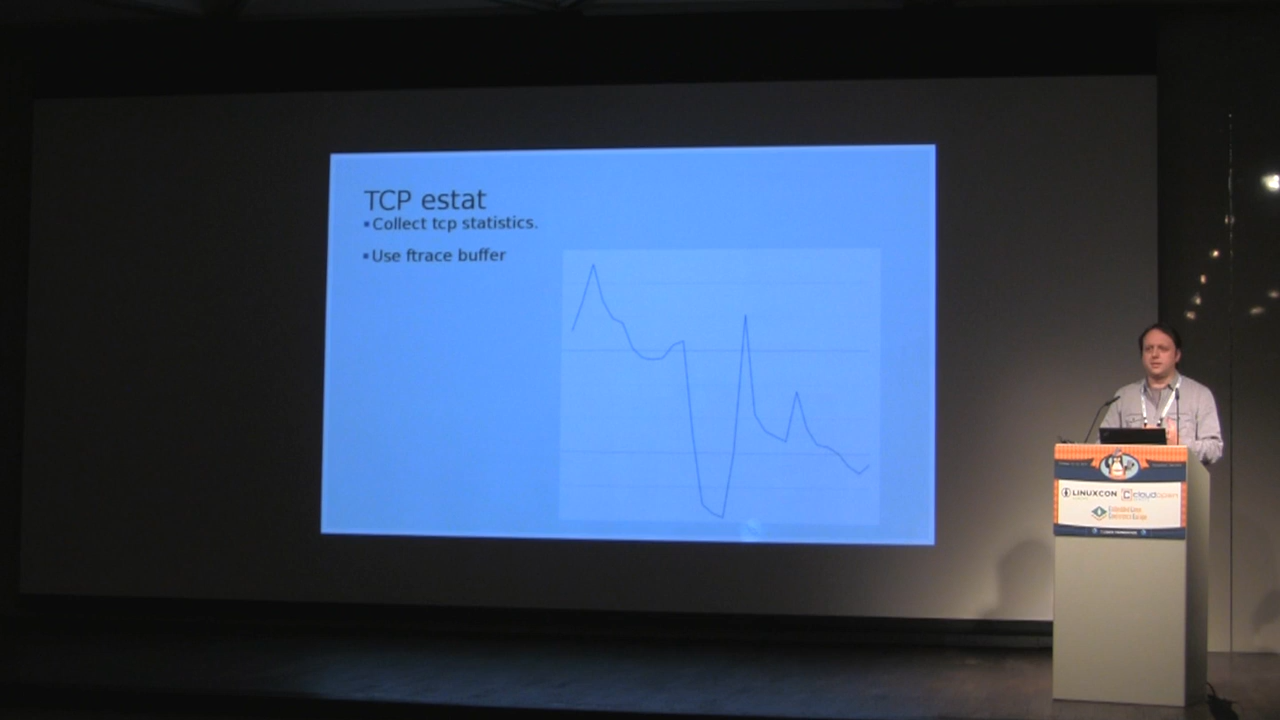 TCP estat
▪Collect tcp statistics.
▪Use ftrace buffer
LINUXCON
cloudopen